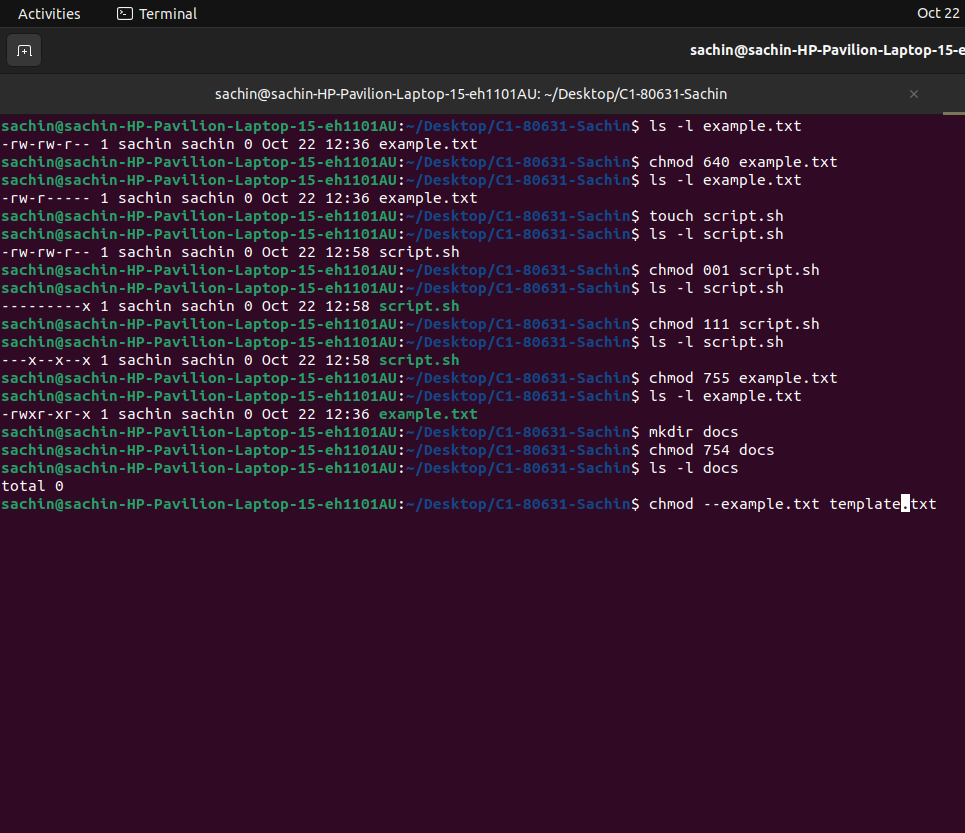 Activities Terminal Oct 22
sachin@sachin-HP-Pavilion-Laptop-15-e
sachin@sachin-HP-Pavilion-Laptop-15-eh1101AU: ~/Desktop/C1-80631-Sachin
sachin@sachin-HP-Pavilion-Laptop-15-eh1101AU:~/Desktop/C1-80631-Sachin$ ls -l example.txt
-rw-rw-r-- 1 sachin sachin 0 Oct 22 12:36 example.txt
sachin@sachin-HP-Pavilion-Laptop-15-eh1101AU:~/Desktop/C1-80631-Sachin$ chmod 640 example.txt
sachin@sachin-HP-Pavilion-Laptop-15-eh1101AU:~/Desktop/C1-80631-Sachin$ ls -l example.txt
-rw-r----- 1 sachin sachin 0 Oct 22 12:36 example.txt
sachin@sachin-HP-Pavilion-Laptop-15-eh1101AU:~/Desktop/C1-80631-Sachin$ touch script.sh
sachin@sachin-HP-Pavilion-Laptop-15-eh1101AU:~/Desktop/C1-80631-Sachin$ ls -l script.sh
-rw-rw-r-- 1 sachin sachin 0 Oct 22 12:58 script.sh
sachin@sachin-HP-Pavilion-Laptop-15-eh1101AU:~/Desktop/C1-80631-Sachin$ chmod 001 script.sh
sachin@sachin-HP-Pavilion-Laptop-15-eh1101AU:~/Desktop/C1-80631-Sachin$ ls -l script.sh
---------x 1 sachin sachin 0 Oct 22 12:58 script.sh
sachin@sachin-HP-Pavilion-Laptop-15-eh1101AU:~/Desktop/C1-80631-Sachin$ chmod 111 script.sh
sachin@sachin-HP-Pavilion-Laptop-15-eh1101AU:~/Desktop/C1-80631-Sachin$ ls -l script.sh
---x--x--x 1 sachin sachin 0 Oct 22 12:58 script.sh
sachin@sachin-HP-Pavilion-Laptop-15-eh1101AU:~/Desktop/C1-80631-Sachin$ chmod 755 example.txt
sachin@sachin-HP-Pavilion-Laptop-15-eh1101AU:~/Desktop/C1-80631-Sachin$ ls -l example.txt
-rwxr-xr-x 1 sachin sachin 0 Oct 22 12:36 example.txt
sachin@sachin-HP-Pavilion-Laptop-15-eh1101AU:~/Desktop/C1-80631-Sachin$ mkdir docs
sachin@sachin-HP-Pavilion-Laptop-15-eh1101AU:~/Desktop/C1-80631-Sachin$ chmod 754 docs
sachin@sachin-HP-Pavilion-Laptop-15-eh1101AU:~/Desktop/C1-80631-Sachin$ ls -l docs
total 0
sachin@sachin-HP-Pavilion-Laptop-15-eh1101AU:~/Desktop/C1-80631-Sachin$ chmod --example.txt template.txt